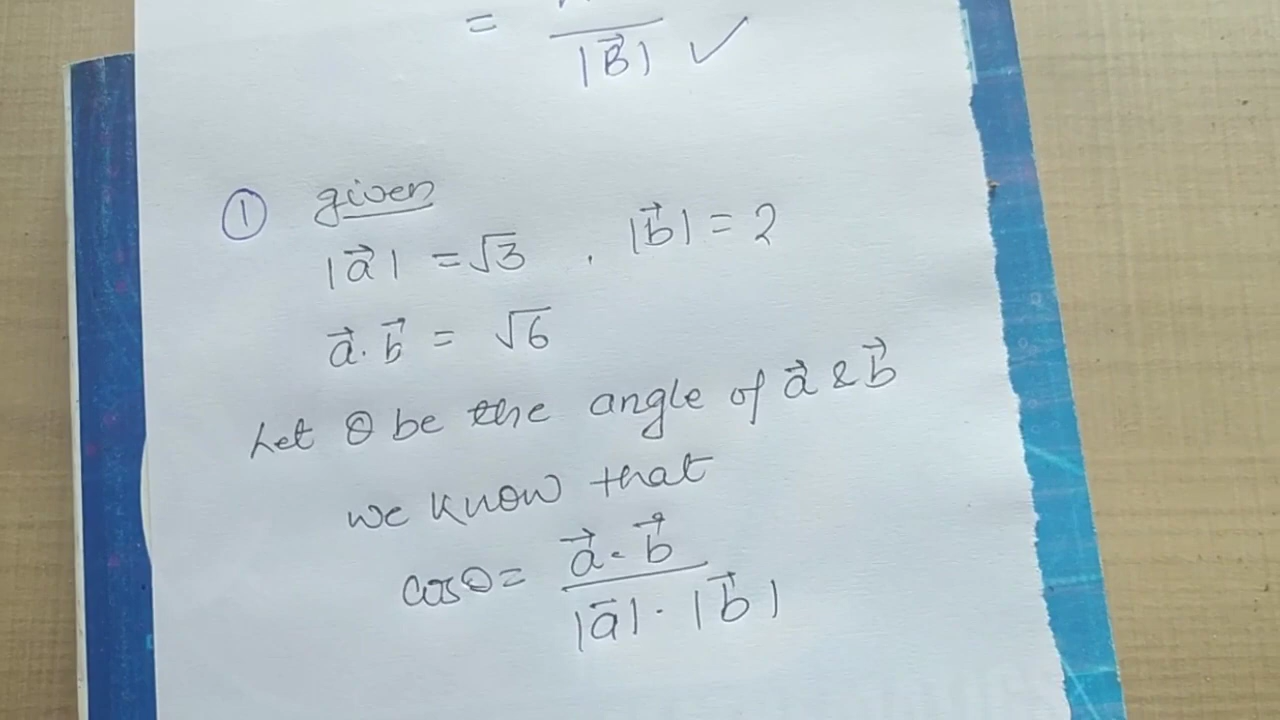 = / |B⃗| ✓
① given
|a⃗| = √3 , |b⃗| = 2
a⃗ . b⃗ = √6
Let θ be the angle of a⃗ & b⃗
we know that
cosθ = a⃗ . b⃗ / |a⃗| . |b⃗|